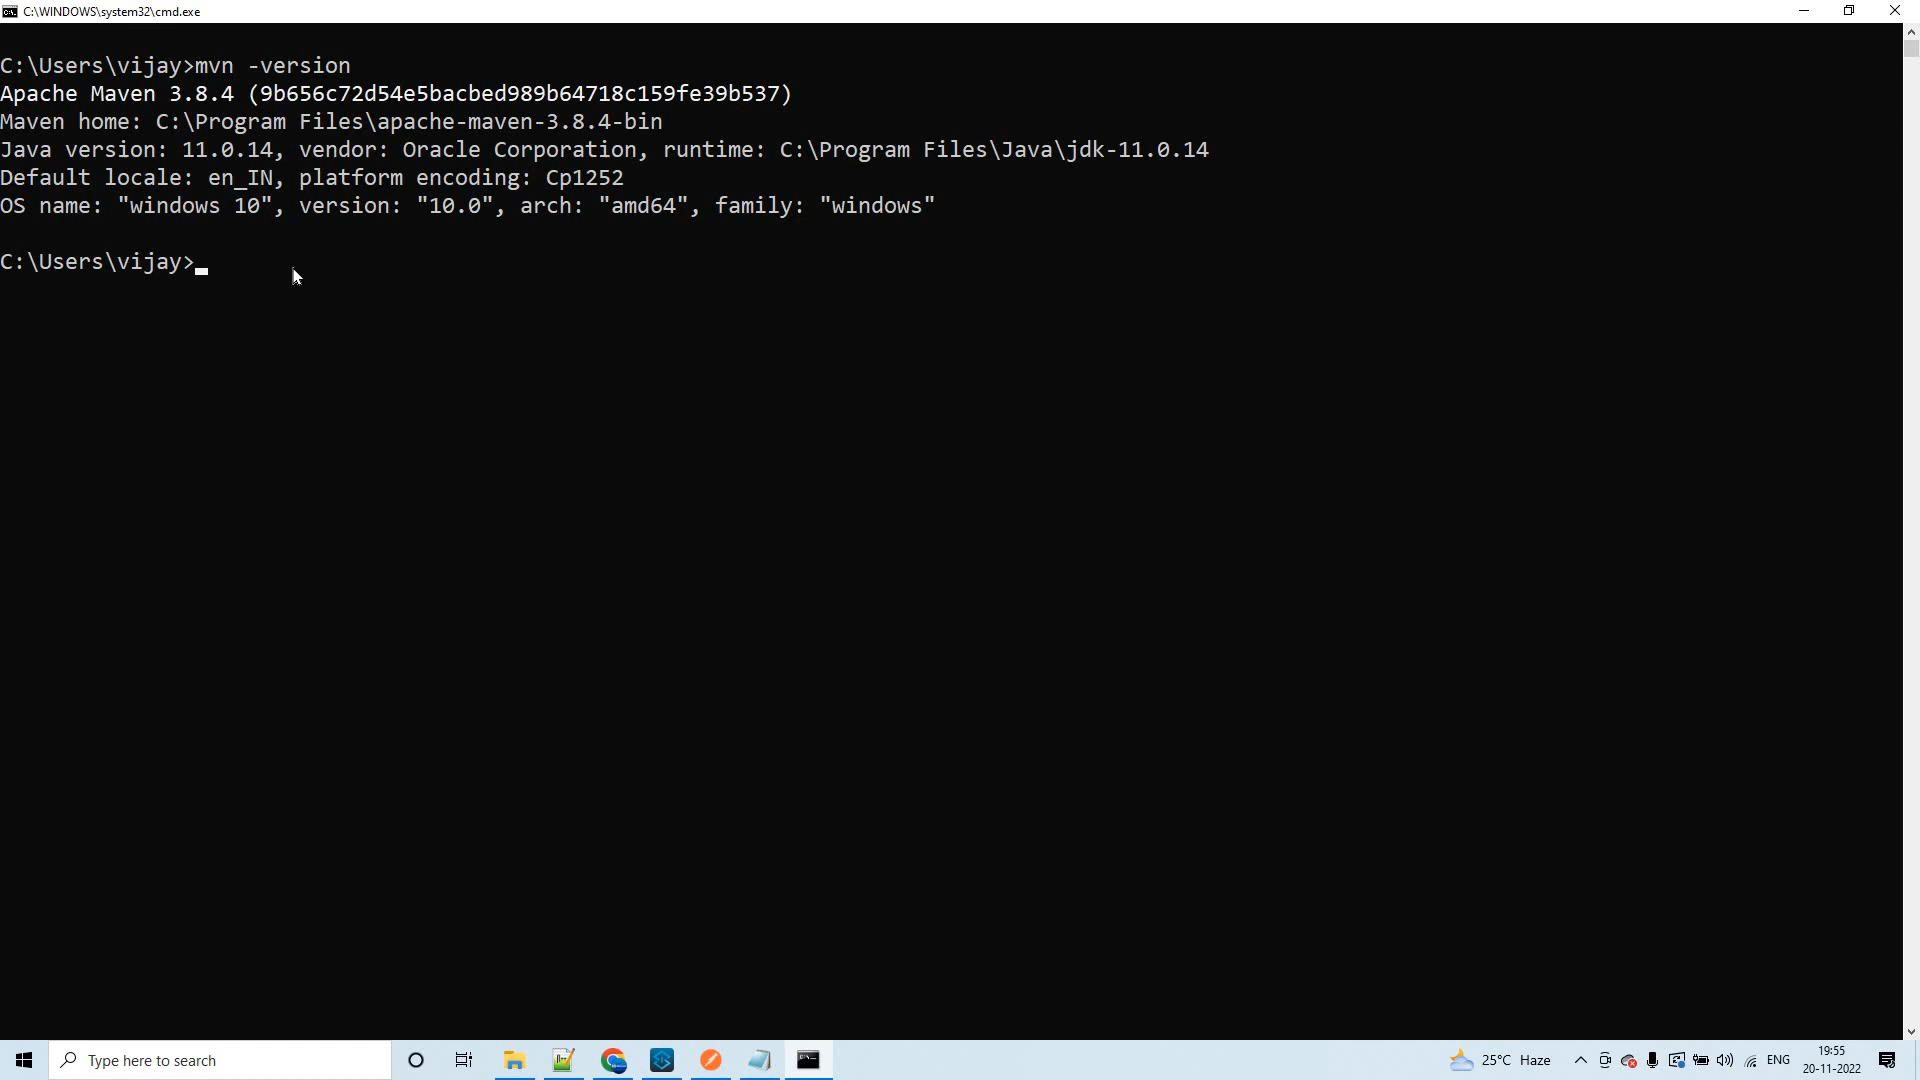 C:\WINDOWS\system32\cmd.exe
C:\Users\vijay>mvn -version
Apache Maven 3.8.4 (9b656c72d54e5bacbed989b64718c159fe39b537)
Maven home: C:\Program Files\apache-maven-3.8.4-bin
Java version: 11.0.14, vendor: Oracle Corporation, runtime: C:\Program Files\Java\jdk-11.0.14
Default locale: en_IN, platform encoding: Cp1252
OS name: "windows 10", version: "10.0", arch: "amd64", family: "windows"
C:\Users\vijay>
Type here to search
25°C Haze
ENG
19:55
20-11-2022